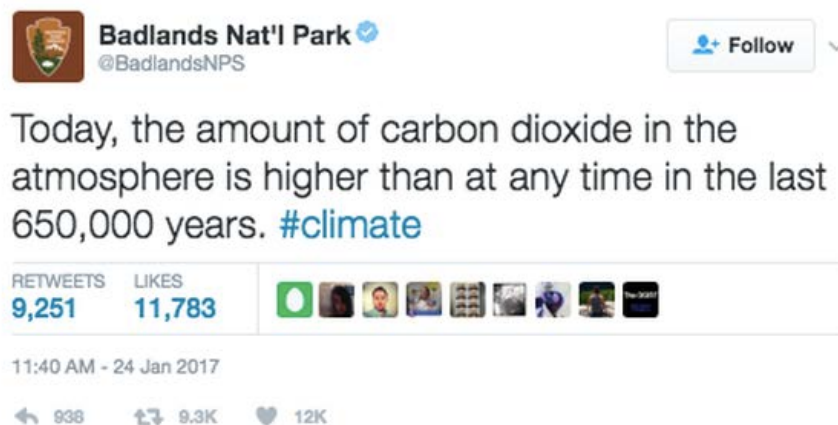 Badlands Nat'l Park
@BadlandsNPS
Follow
Today, the amount of carbon dioxide in the
atmosphere is higher than at any time in the last
650,000 years. #climate
RETWEETS LIKES
9,251 11,783
11:40 AM - 24 Jan 2017
938 9.3K 12K